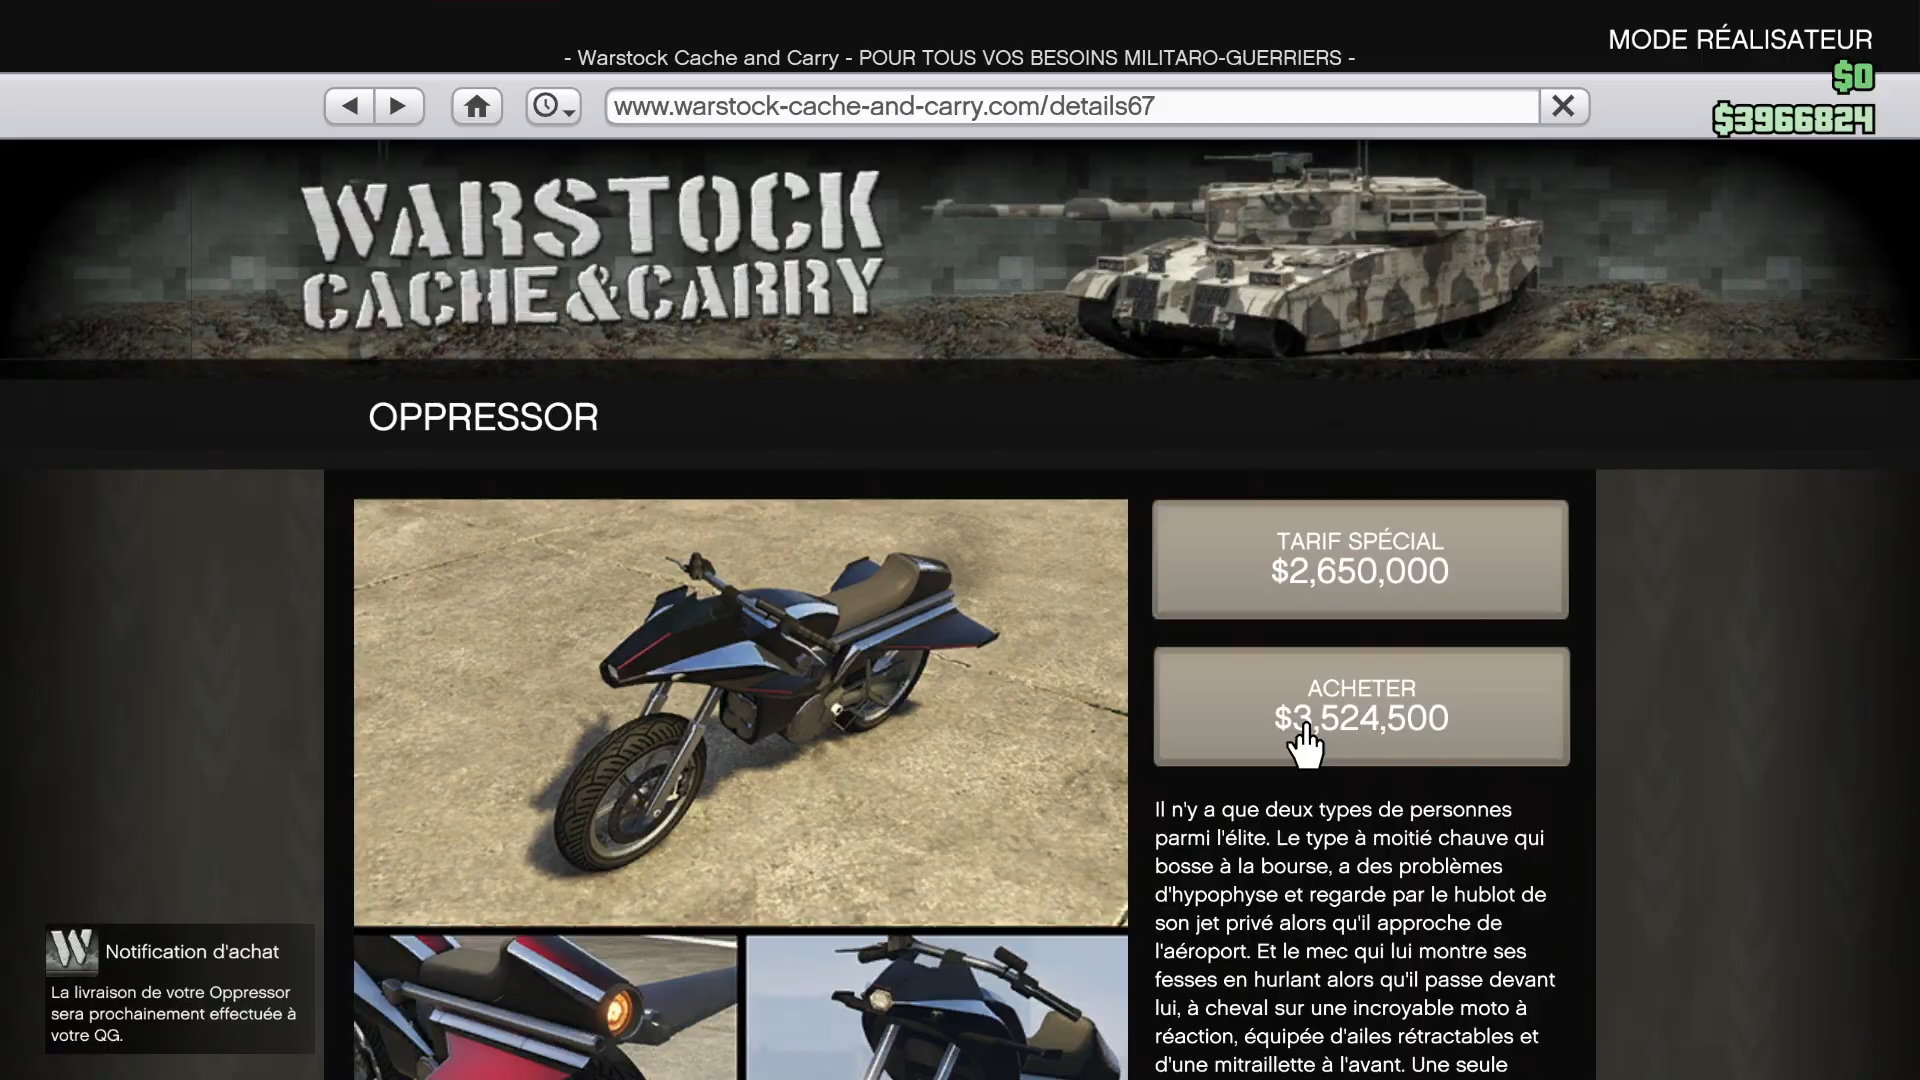 - Warstock Cache and Carry - POUR TOUS VOS BESOINS MILITARO-GUERRIERS -
MODE RÉALISATEUR
$0
$3966824
www.warstock-cache-and-carry.com/details67
WARSTOCK
CACHE&CARRY
OPPRESSOR
TARIF SPÉCIAL
$2,650,000
ACHETER
$3,524,500
Il n'y a que deux types de personnes
parmi l'élite. Le type à moitié chauve qui
bosse à la bourse, a des problèmes
d'hypophyse et regarde par le hublot de
son jet privé alors qu'il approche de
l'aéroport. Et le mec qui lui montre ses
fesses en hurlant alors qu'il passe devant
lui, à cheval sur une incroyable moto à
réaction, équipée d'ailes rétractables et
d'une mitraillette à l'avant. Une seule
W
Notification d'achat
La livraison de votre Oppressor
sera prochainement effectuée à
votre QG.